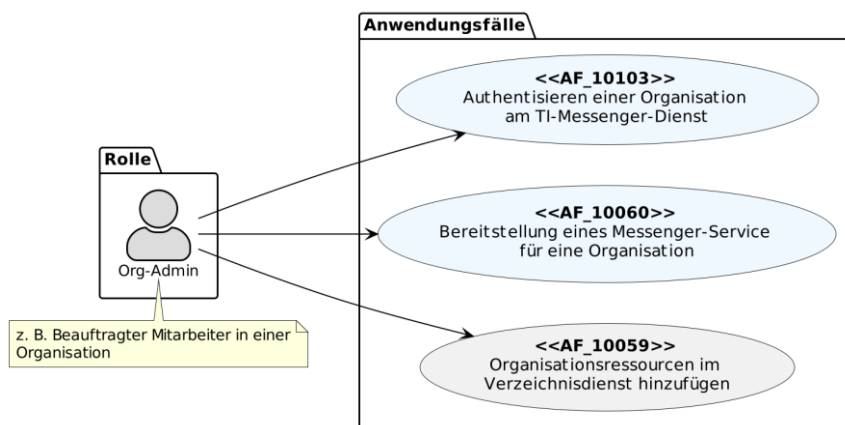 Anwendungsfälle
<<AF_10103>>
Authentisieren einer Organisation
am TI-Messenger-Dienst
Rolle
Org-Admin
<<AF_10060>>
Bereitstellung eines Messenger-Service
für eine Organisation
z. B. Beauftragter Mitarbeiter in einer
Organisation
<<AF_10059>>
Organisationsressourcen im
Verzeichnisdienst hinzufügen